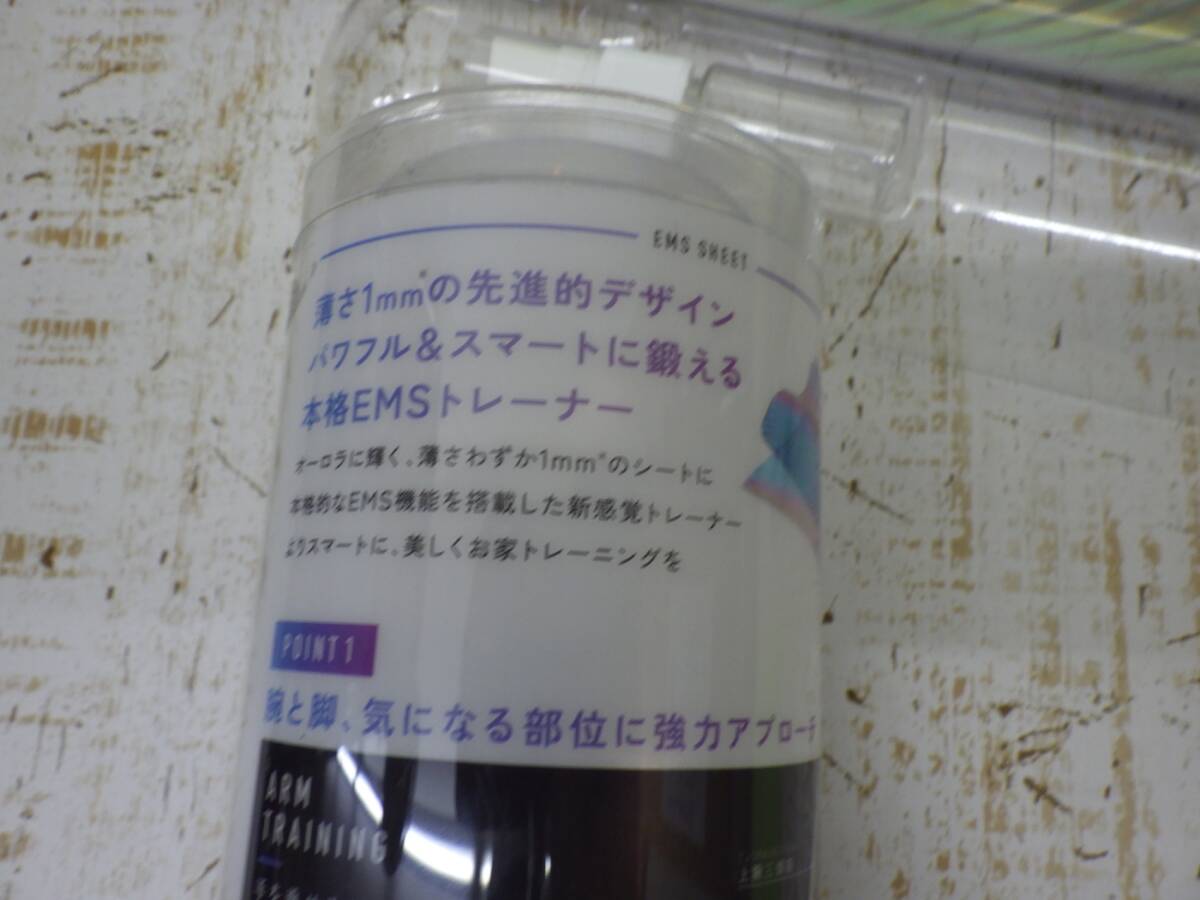 EMS SHEET
薄さ1mm*の先進的デザイン
パワフル&スマートに鍛える
本格EMSトレーナー
オーロラに輝く、薄さわずか1mm*のシートに
本格的なEMS機能を搭載した新感覚トレーナー
よりスマートに、美しくお家トレーニングを
POINT 1
腕と脚、気になる部位に強力アプローチ
ARM
TRAINING